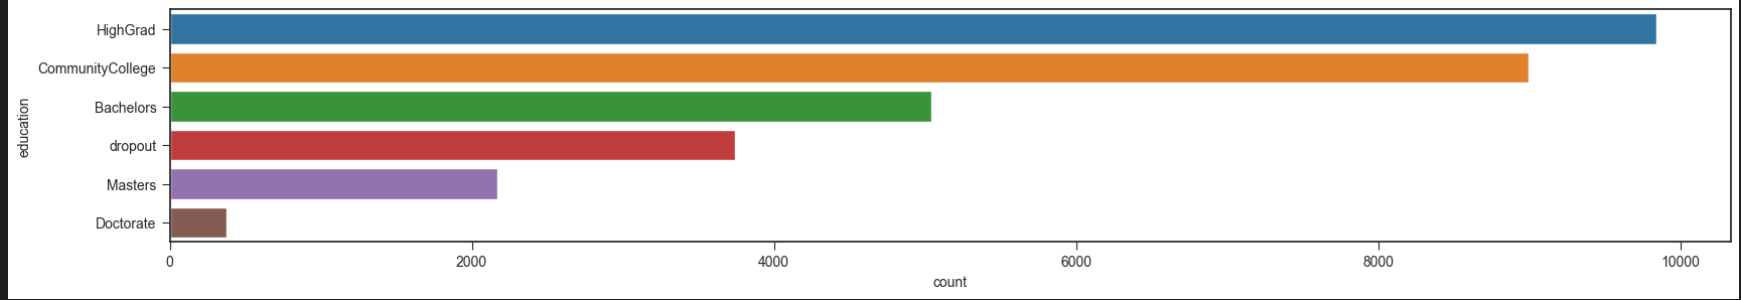 HighGrad
CommunityCollege
Bachelors
dropout
Masters
Doctorate
education
0 2000 4000 6000 8000 10000
count